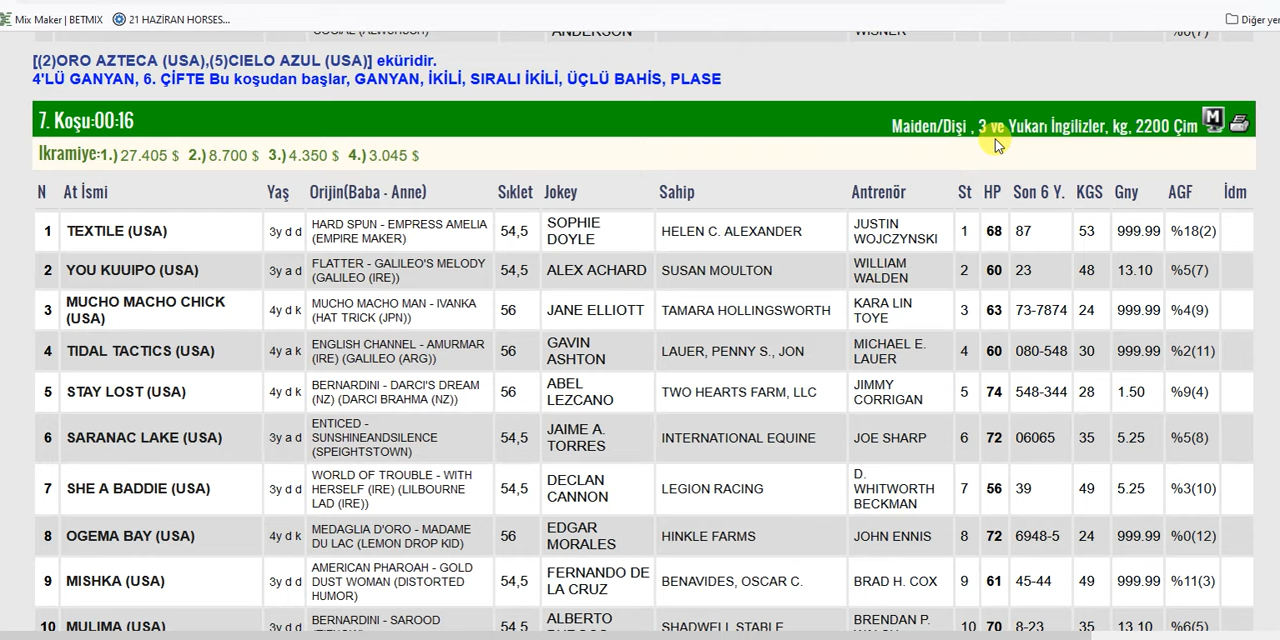 Mix Maker | BETMIX 21 HAZİRAN HORSES... Diğer yer
ANDERSON
[(2)ORO AZTECA (USA),(5)CIELO AZUL (USA)] eküridir.
4'LÜ GANYAN, 6. ÇİFTE Bu koşudan başlar, GANYAN, İKİLİ, SIRALI İKİLİ, ÜÇLÜ BAHİS, PLASE
7. Koşu:00:16
Maiden/Dişi , 3 ve Yukarı İngilizler, kg, 2200 Çim
İkramiye:1.) 27.405 $ 2.) 8.700 $ 3.) 4.350 $ 4.) 3.045 $
N At İsmi Yaş Orijin(Baba - Anne) Sıklet Jokey Sahip Antrenör St HP Son 6 Y. KGS Gny AGF İdm
1 TEXTILE (USA) 3y d d HARD SPUN - EMPRESS AMELIA (EMPIRE MAKER) 54,5 SOPHIE DOYLE HELEN C. ALEXANDER JUSTIN WOJCZYNSKI 1 68 87 53 999.99 %18(2)
2 YOU KUUIPO (USA) 3y a d FLATTER - GALILEO'S MELODY (GALILEO (IRE)) 54,5 ALEX ACHARD SUSAN MOULTON WILLIAM WALDEN 2 60 23 48 13.10 %5(7)
3 MUCHO MACHO CHICK (USA) 4y d k MUCHO MACHO MAN - IVANKA (HAT TRICK (JPN)) 56 JANE ELLIOTT TAMARA HOLLINGSWORTH KARA LIN TOYE 3 63 73-7874 24 999.99 %4(9)
4 TIDAL TACTICS (USA) 4y a k ENGLISH CHANNEL - AMURMAR (IRE) (GALILEO (ARG)) 56 GAVIN ASHTON LAUER, PENNY S., JON MICHAEL E. LAUER 4 60 080-548 30 999.99 %2(11)
5 STAY LOST (USA) 4y d k BERNARDINI - DARCI'S DREAM (NZ) (DARCI BRAHMA (NZ)) 56 ABEL LEZCANO TWO HEARTS FARM, LLC JIMMY CORRIGAN 5 74 548-344 28 1.50 %9(4)
6 SARANAC LAKE (USA) 3y a d ENTICED - SUNSHINEANDSILENCE (SPEIGHTSTOWN) 54,5 JAIME A. TORRES INTERNATIONAL EQUINE JOE SHARP 6 72 06065 35 5.25 %5(8)
7 SHE A BADDIE (USA) 3y d d WORLD OF TROUBLE - WITH HERSELF (IRE) (LILBOURNE LAD (IRE)) 54,5 DECLAN CANNON LEGION RACING D. WHITWORTH BECKMAN 7 56 39 49 5.25 %3(10)
8 OGEMA BAY (USA) 4y d k MEDAGLIA D'ORO - MADAME DU LAC (LEMON DROP KID) 56 EDGAR MORALES HINKLE FARMS JOHN ENNIS 8 72 6948-5 24 999.99 %0(12)
9 MISHKA (USA) 3y d d AMERICAN PHAROAH - GOLD DUST WOMAN (DISTORTED HUMOR) 54,5 FERNANDO DE LA CRUZ BENAVIDES, OSCAR C. BRAD H. COX 9 61 45-44 49 999.99 %11(3)
10 MULIMA (USA) 3y d d BERNARDINI - SAROOD 54,5 ALBERTO SHADWELL STABLE BRENDAN P. 10 70 8-23 35 13.10 %6(5)